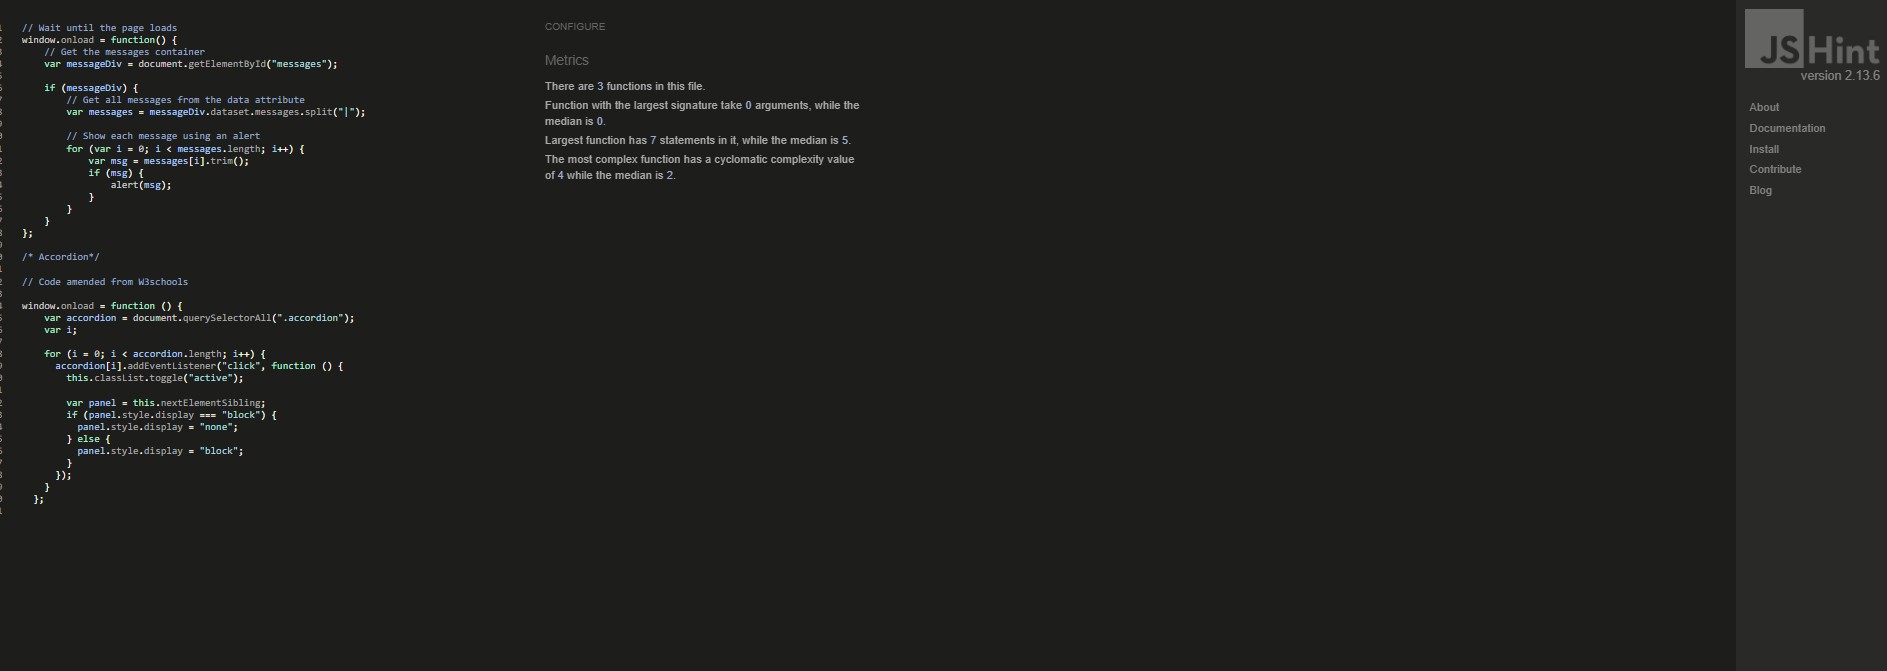 // Wait until the page loads
window.onload = function() {
// Get the messages container
var messageDiv = document.getElementById("messages");
if (messageDiv) {
// Get all messages from the data attribute
var messages = messageDiv.dataset.messages.split("|");
// Show each message using an alert
for (var i = 0; i < messages.length; i++) {
var msg = messages[i].trim();
if (msg) {
alert(msg);
}
}
}
};
/* Accordion*/
// Code amended from W3schools
window.onload = function () {
var accordion = document.querySelectorAll(".accordion");
var i;
for (i = 0; i < accordion.length; i++) {
accordion[i].addEventListener("click", function () {
this.classList.toggle("active");
var panel = this.nextElementSibling;
if (panel.style.display === "block") {
panel.style.display = "none";
} else {
panel.style.display = "block";
}
});
}
};
CONFIGURE
Metrics
There are 3 functions in this file.
Function with the largest signature take 0 arguments, while the
median is 0.
Largest function has 7 statements in it, while the median is 5.
The most complex function has a cyclomatic complexity value
of 4 while the median is 2.
JSHint
version 2.13.6
About
Documentation
Install
Contribute
Blog